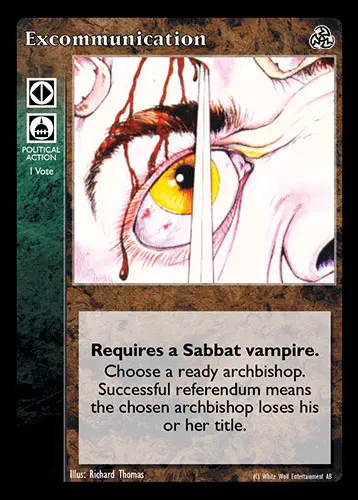 Excommunication
POLITICAL
ACTION
1 Vote
Requires a Sabbat vampire.
Choose a ready archbishop.
Successful referendum means
the chosen archbishop loses his
or her title.
Illus: Richard Thomas
(C) White Wolf Entertainment AB